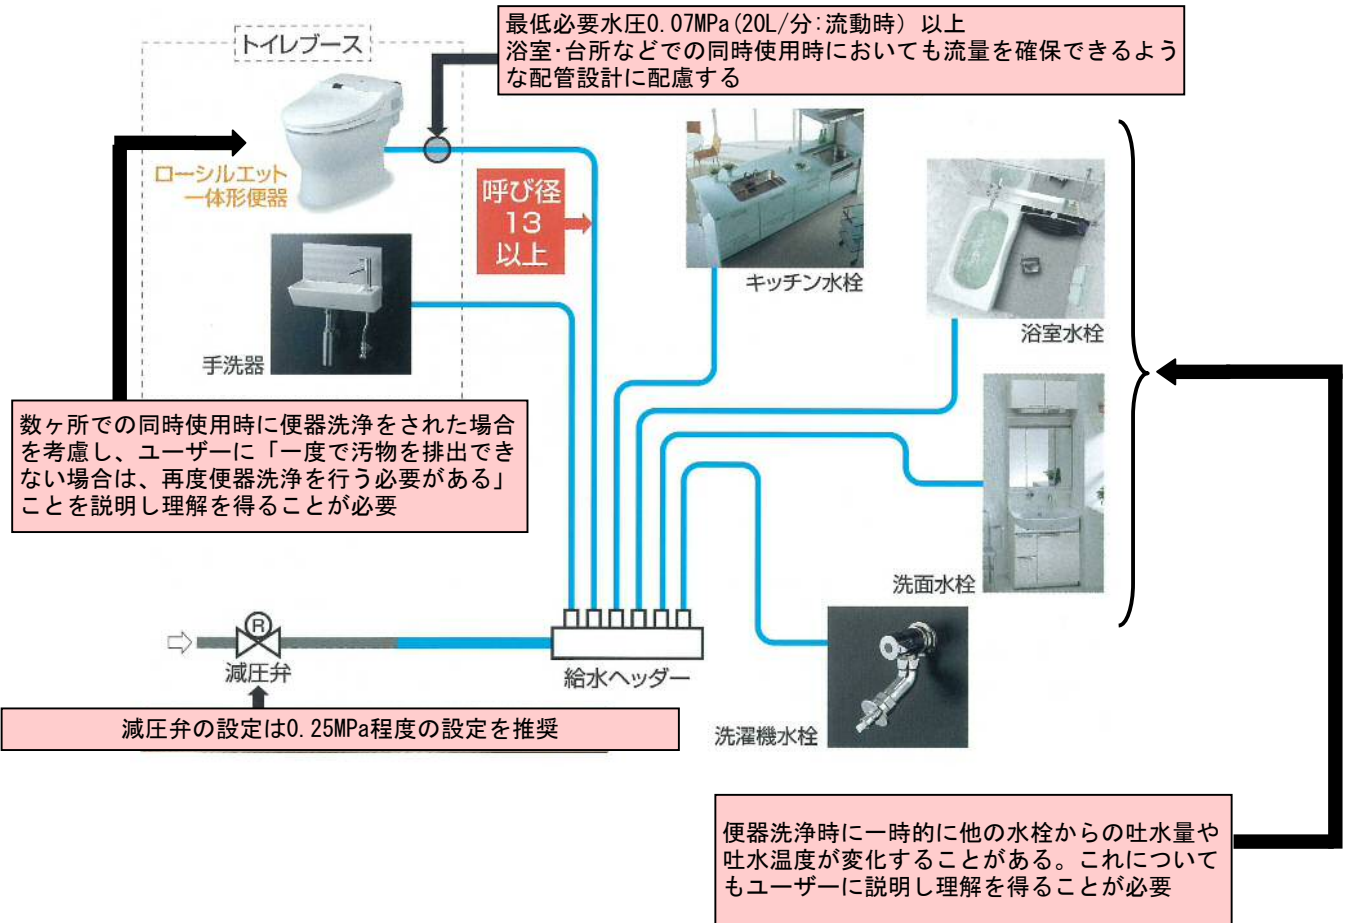 最低必要水圧0.07MPa(20L/分:流動時) 以上
浴室・台所などでの同時使用時においても流量を確保できるよう
な配管設計に配慮する
トイレブース
ローシルエット
一体形便器
呼び径
13
以上
キッチン水栓
浴室水栓
手洗器
数ヶ所での同時使用時に便器洗浄をされた場合
を考慮し、ユーザーに「一度で汚物を排出でき
ない場合は、再度便器洗浄を行う必要がある」
ことを説明し理解を得ることが必要
洗面水栓
R
減圧弁
給水ヘッダー
減圧弁の設定は0.25MPa程度の設定を推奨
洗濯機水栓
便器洗浄時に一時的に他の水栓からの吐水量や
吐水温度が変化することがある。これについて
もユーザーに説明し理解を得ることが必要